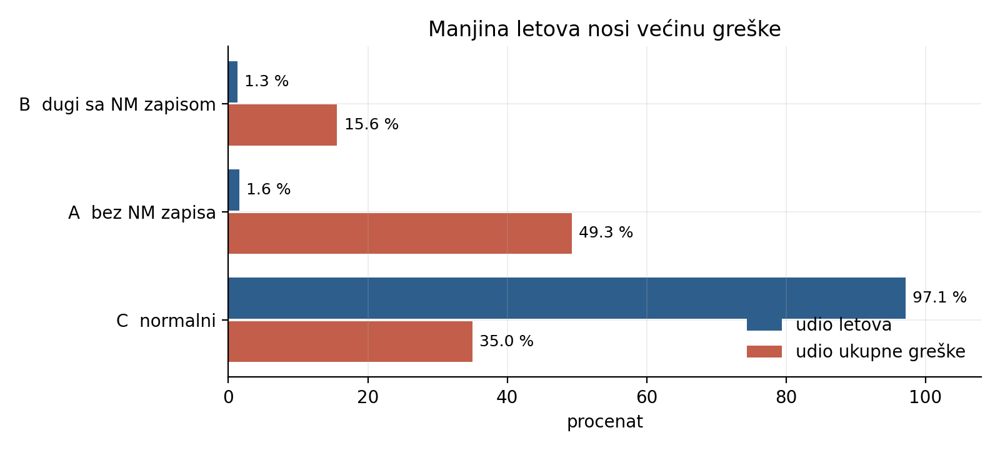 Manjina letova nosi većinu greške
B  dugi sa NM zapisom
1.3 %
15.6 %
A  bez NM zapisa
1.6 %
49.3 %
C  normalni
97.1 %
35.0 %
udio letova
udio ukupne greške
0 20 40 60 80 100
procenat